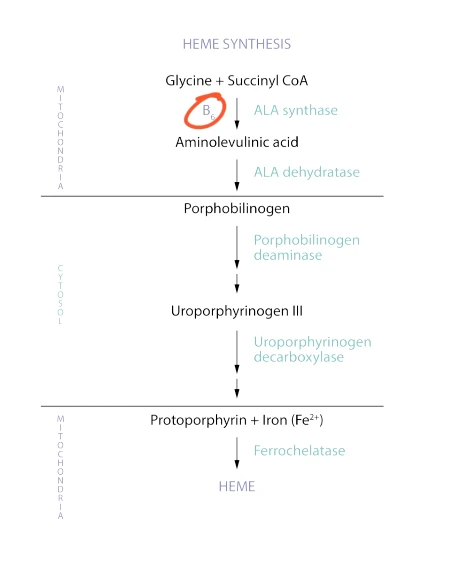 HEME SYNTHESIS
Glycine + Succinyl CoA
MITOCHONDRIA
B₆
ALA synthase
Aminolevulinic acid
ALA dehydratase
Porphobilinogen
CYTOSOL
Porphobilinogen
deaminase
Uroporphyrinogen III
Uroporphyrinogen
decarboxylase
Protoporphyrin + Iron (Fe²⁺)
MITOCHONDRIA
Ferrochelatase
HEME